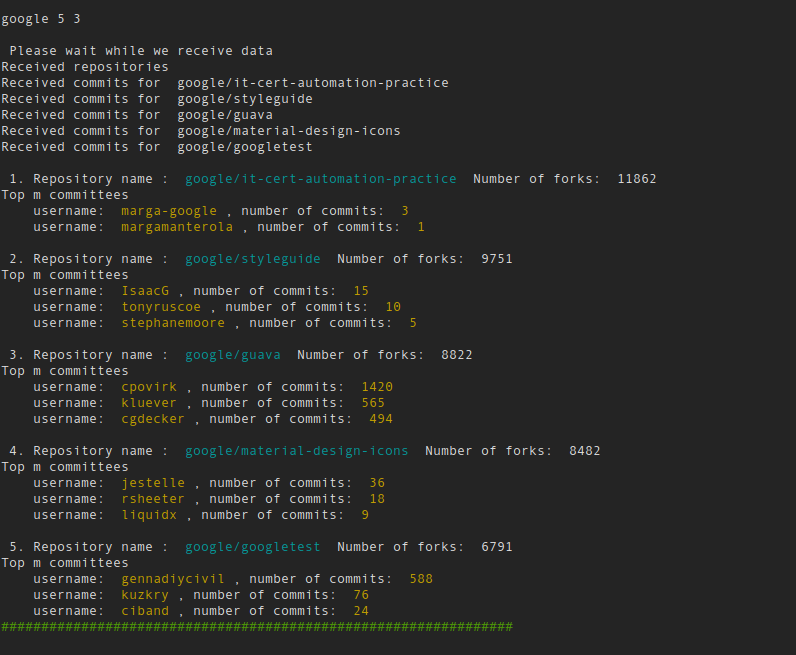 google 5 3
Please wait while we receive data
Received repositories
Received commits for  google/it-cert-automation-practice
Received commits for  google/styleguide
Received commits for  google/guava
Received commits for  google/material-design-icons
Received commits for  google/googletest
1. Repository name :  google/it-cert-automation-practice  Number of forks:  11862
Top m committees
username:  marga-google , number of commits:  3
username:  margamanterola , number of commits:  1
2. Repository name :  google/styleguide  Number of forks:  9751
Top m committees
username:  IsaacG , number of commits:  15
username:  tonyruscoe , number of commits:  10
username:  stephanemoore , number of commits:  5
3. Repository name :  google/guava  Number of forks:  8822
Top m committees
username:  cpovirk , number of commits:  1420
username:  kluever , number of commits:  565
username:  cgdecker , number of commits:  494
4. Repository name :  google/material-design-icons  Number of forks:  8482
Top m committees
username:  jestelle , number of commits:  36
username:  rsheeter , number of commits:  18
username:  liquidx , number of commits:  9
5. Repository name :  google/googletest  Number of forks:  6791
Top m committees
username:  gennadiycivil , number of commits:  588
username:  kuzkry , number of commits:  76
username:  ciband , number of commits:  24
################################################################